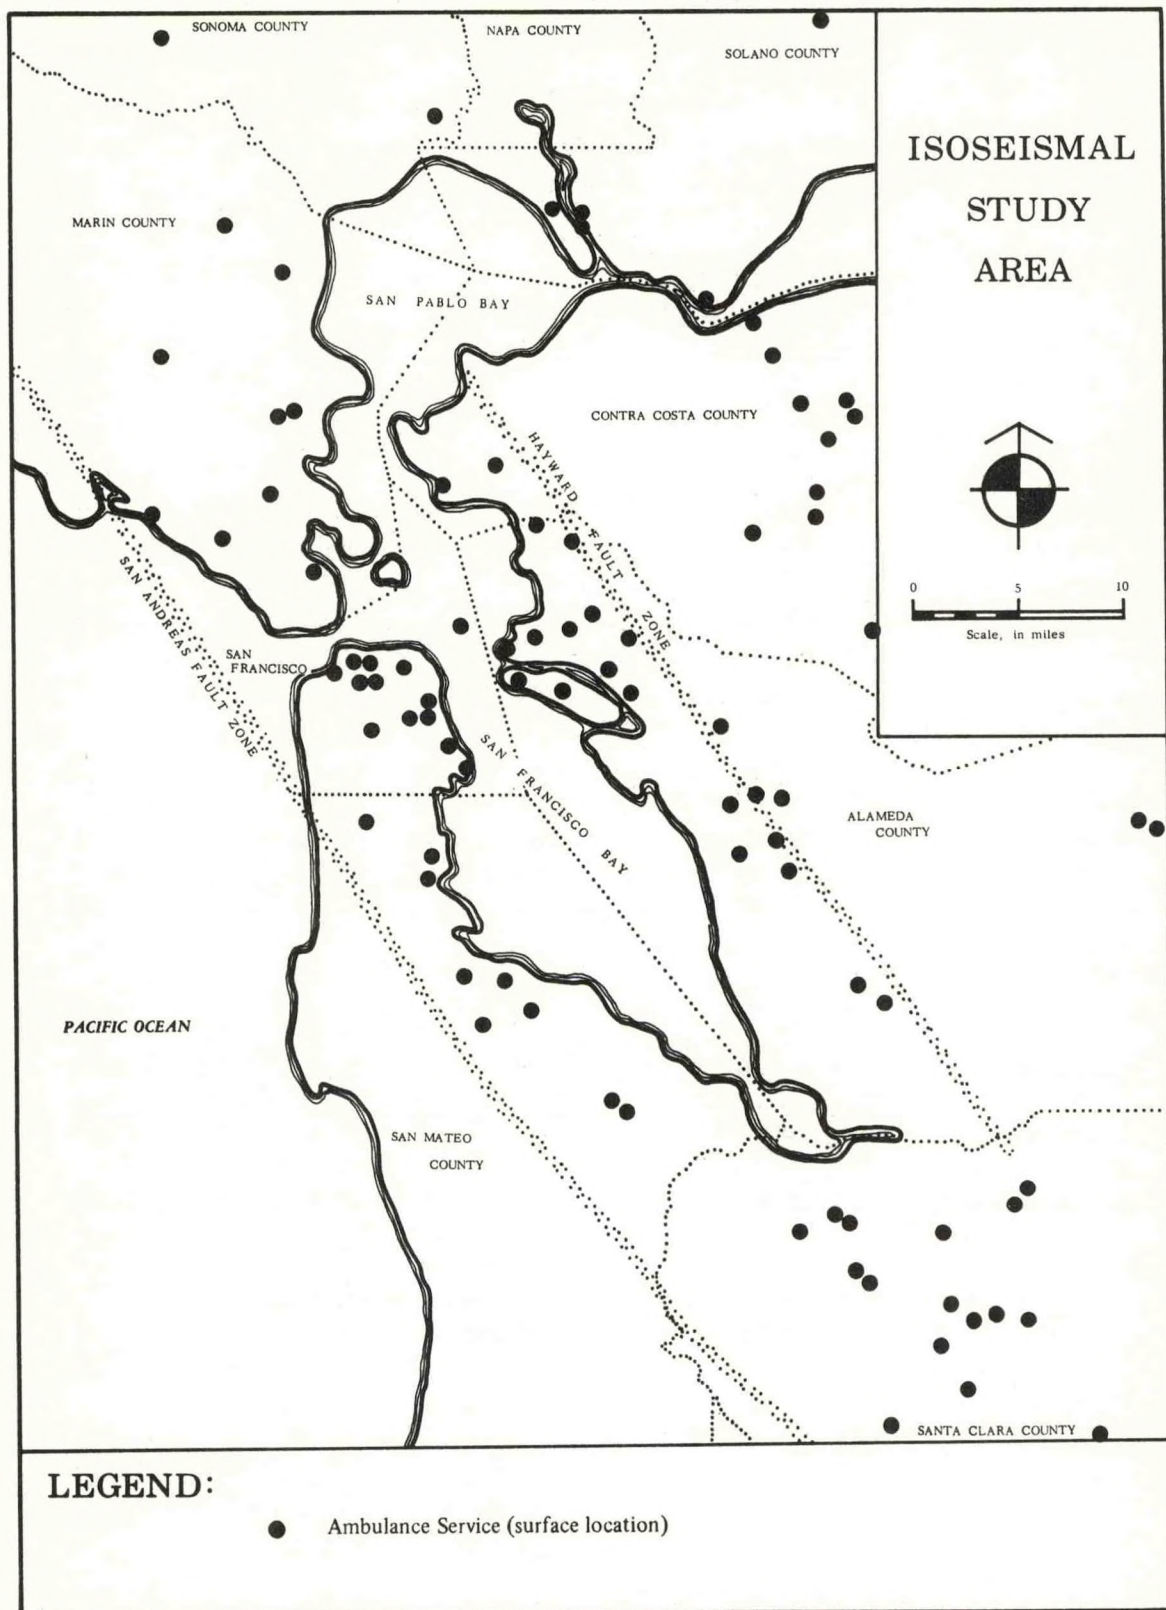 SONOMA COUNTY
NAPA COUNTY
SOLANO COUNTY
ISOSEISMAL
STUDY
AREA
MARIN COUNTY
SAN PABLO BAY
CONTRA COSTA COUNTY
HAYWARD FAULT ZONE
0 5 10
Scale, in miles
SAN ANDREAS FAULT ZONE
SAN
FRANCISCO
SAN FRANCISCO BAY
ALAMEDA
COUNTY
PACIFIC OCEAN
SAN MATEO
COUNTY
SANTA CLARA COUNTY
LEGEND:
Ambulance Service (surface location)